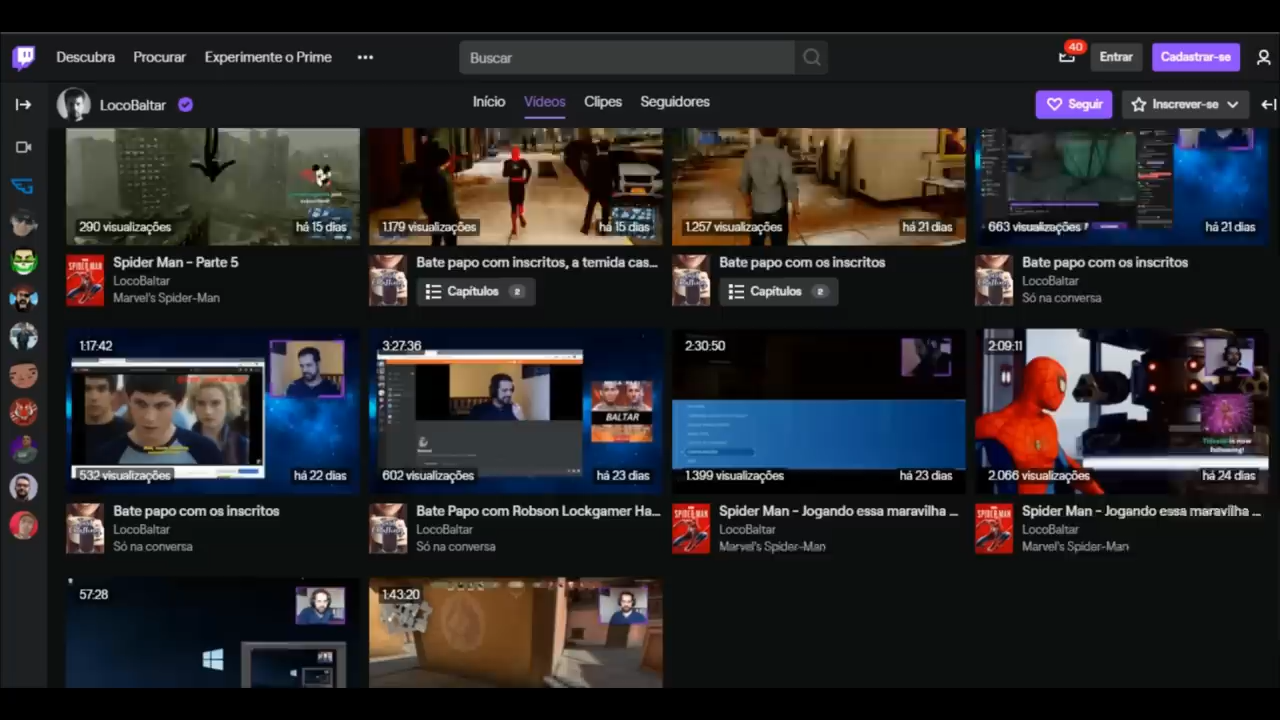 Descubra Procurar Experimente o Prime ••• Buscar 40 Entrar Cadastrar-se
LocoBaltar Início Vídeos Clipes Seguidores Seguir Inscrever-se
290 visualizações há 15 dias 1.179 visualizações há 15 dias 1.257 visualizações há 21 dias 663 visualizações há 21 dias
Spider Man - Parte 5
LocoBaltar
Marvel's Spider-Man
Bate papo com inscritos, a temida cas...
Capítulos 2
Bate papo com os inscritos
Capítulos 2
Bate papo com os inscritos
LocoBaltar
Só na conversa
1:17:42 3:27:36 2:30:50 2:09:11
BALTAR
532 visualizações há 22 dias 602 visualizações há 23 dias 1.399 visualizações há 23 dias 2.066 visualizações há 24 dias
Bate papo com os inscritos
LocoBaltar
Só na conversa
Bate Papo com Robson Lockgamer Ha...
LocoBaltar
Só na conversa
Spider Man - Jogando essa maravilha ...
LocoBaltar
Marvel's Spider-Man
Spider Man - Jogando essa maravilha ...
LocoBaltar
Marvel's Spider-Man
57:28 1:43:20